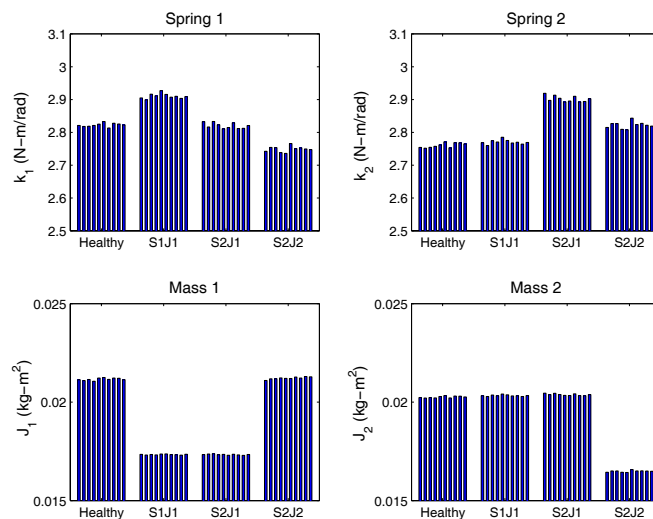 Spring 1
k1 (N−m/rad)
3.1
3
2.9
2.8
2.7
2.6
2.5
Healthy S1J1 S2J1 S2J2
Spring 2
k2 (N−m/rad)
3.1
3
2.9
2.8
2.7
2.6
2.5
Healthy S1J1 S2J1 S2J2
Mass 1
J1 (kg−m²)
0.025
0.02
0.015
Healthy S1J1 S2J1 S2J2
Mass 2
J2 (kg−m²)
0.025
0.02
0.015
Healthy S1J1 S2J1 S2J2